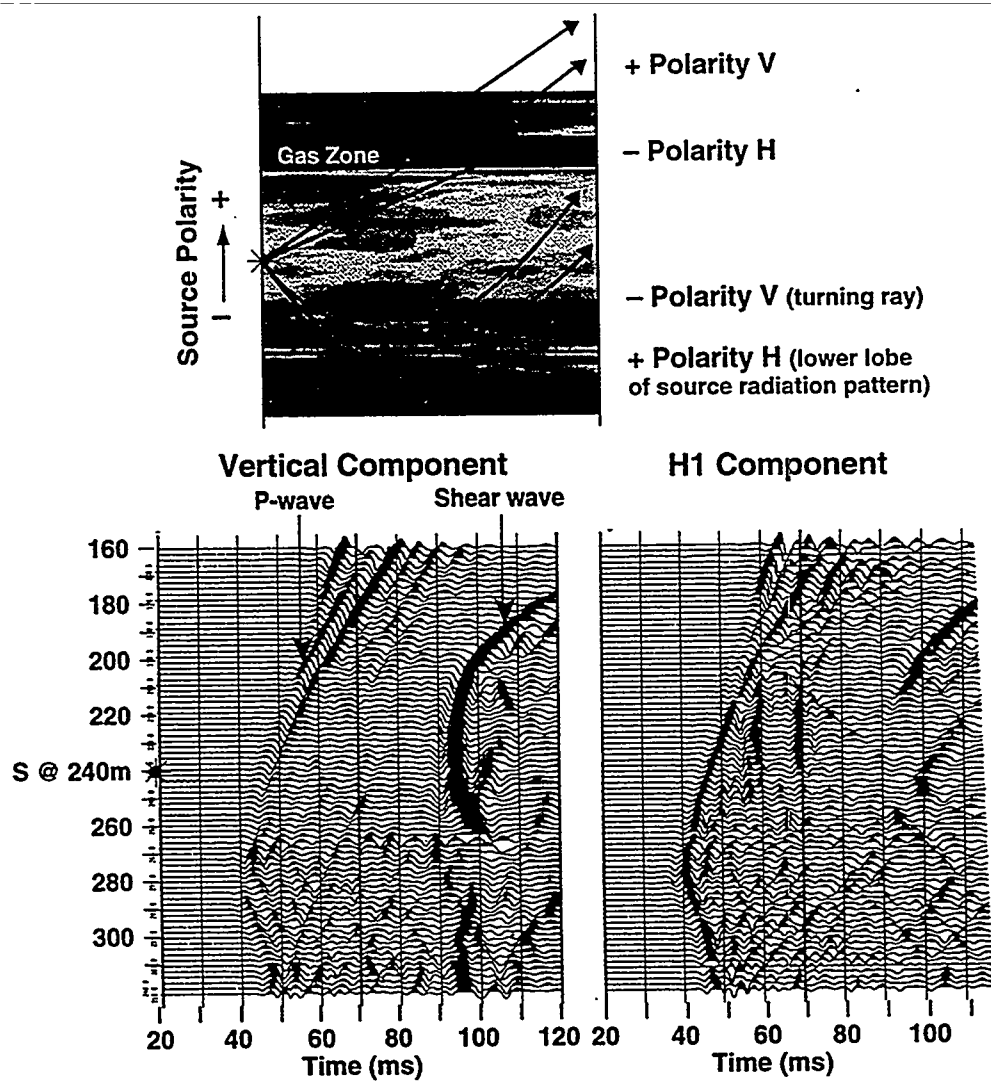 + Polarity V
Gas Zone
– Polarity H
Source Polarity
– +
– Polarity V (turning ray)
+ Polarity H (lower lobe
of source radiation pattern)
Vertical Component
H1 Component
P-wave
Shear wave
160
180
200
220
S @ 240m
260
280
300
20 40 60 80 100 120 20 40 60 80 100
Time (ms)
Time (ms)